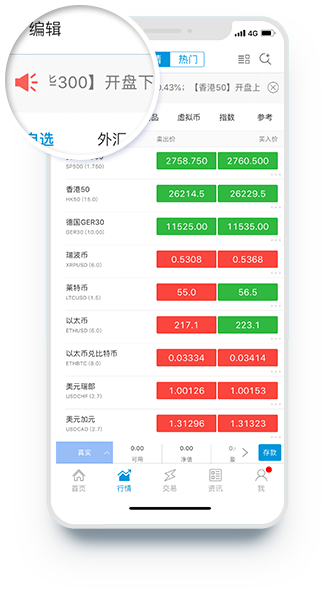 编辑
热门
4G
300】开盘下
0.43%; 【香港50】开盘上
自选
外汇
虚拟币
指数
参考
卖出价
买入价
SP500 (1.750)
2758.750
2760.500
香港50
HK50 (15.0)
26214.5
26229.5
德国GER30
GER30 (10.00)
11525.00
11535.00
瑞波币
XRPUSD (6.0)
0.5308
0.5368
莱特币
LTCUSD (1.5)
55.0
56.5
以太币
ETHUSD (6.0)
217.1
223.1
以太币兑比特币
ETHBTC (8.0)
0.03334
0.03414
美元瑞郎
USDCHF (2.7)
1.00126
1.00153
美元加元
USDCAD (2.7)
1.31296
1.31323
真实
0.00
可用
0.00
净值
存款
首页
行情
交易
资讯
我